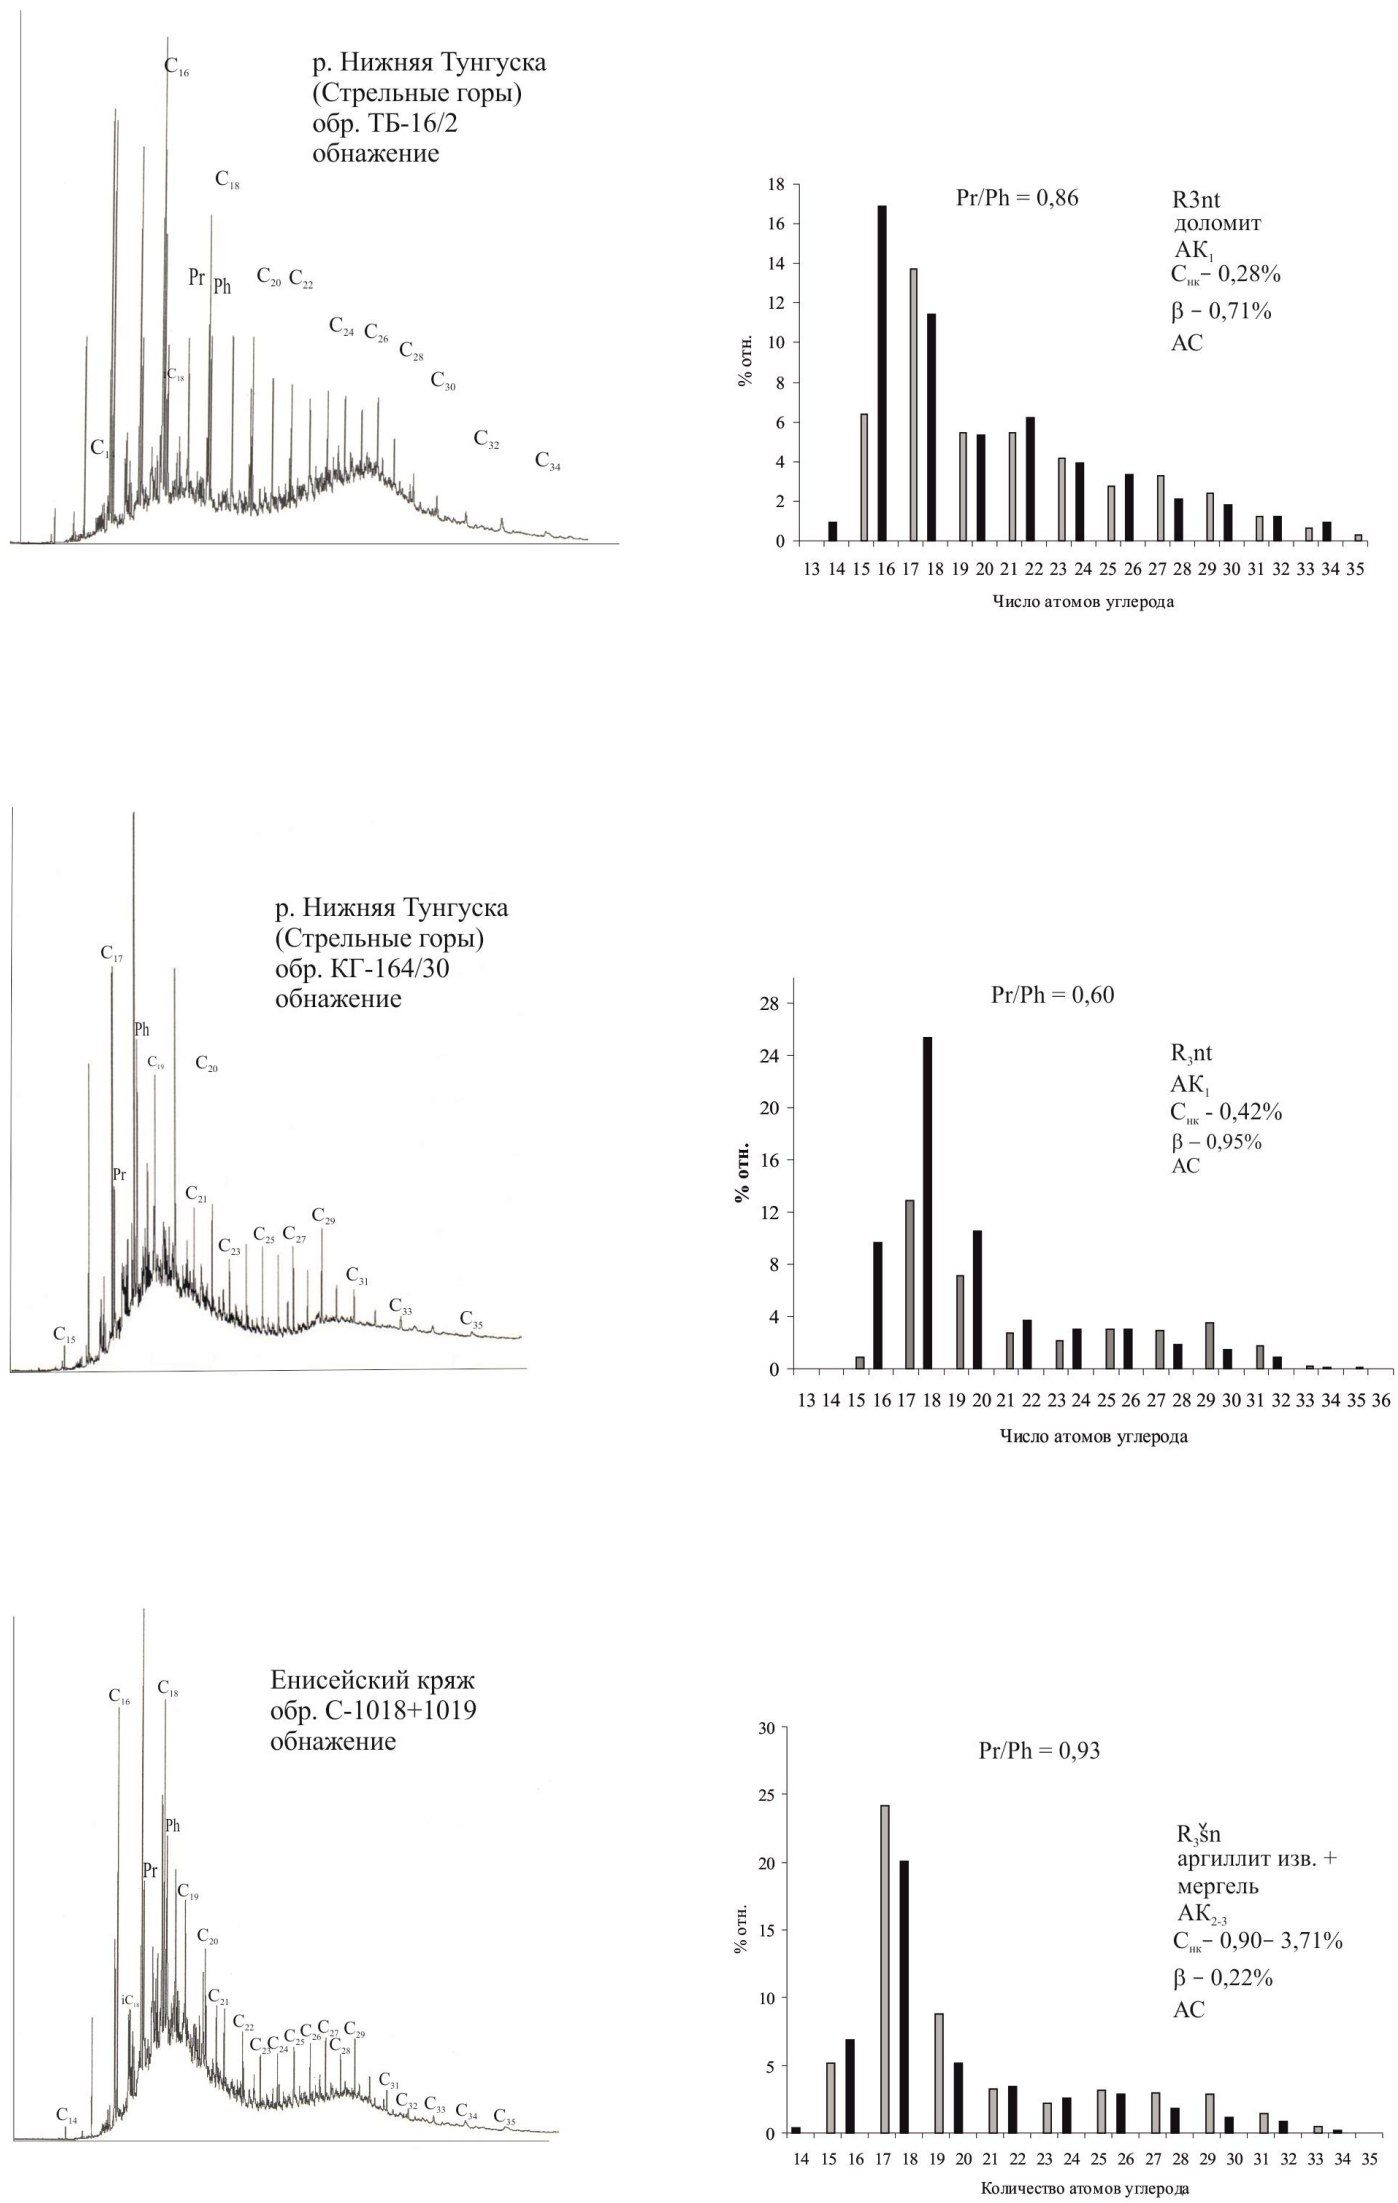 р. Нижняя Тунгуска
(Стрельные горы)
обр. ТБ-16/2
обнажение
C16
C18
Pr
Ph
C20
C22
iC18
C24
C26
C28
C30
C32
C34
Pr/Ph = 0,86
R3nt
доломит
АК1
Cнк– 0,28%
β – 0,71%
АС
% отн.
18
16
14
12
10
8
6
4
2
0
13 14 15 16 17 18 19 20 21 22 23 24 25 26 27 28 29 30 31 32 33 34 35
Число атомов углерода
р. Нижняя Тунгуска
(Стрельные горы)
обр. КГ-164/30
обнажение
C17
Ph
C19
C20
Pr
C21
C23
C25
C27
C29
C31
C33
C35
C15
Pr/Ph = 0,60
R3nt
АК1
Cнк - 0,42%
β – 0,95%
АС
% отн.
28
24
20
16
12
8
4
0
13 14 15 16 17 18 19 20 21 22 23 24 25 26 27 28 29 30 31 32 33 34 35 36
Число атомов углерода
Енисейский кряж
обр. С-1018+1019
обнажение
C16
C18
Ph
Pr
C19
C20
iC18
C21
C22
C23
C24
C25
C26
C27
C28
C29
C31
C32
C33
C34
C35
C14
Pr/Ph = 0,93
R3šn
аргиллит изв. +
мергель
АК2-3
Cнк– 0,90– 3,71%
β – 0,22%
АС
% отн.
30
25
20
15
10
5
0
14 15 16 17 18 19 20 21 22 23 24 25 26 27 28 29 30 31 32 33 34 35
Количество атомов углерода